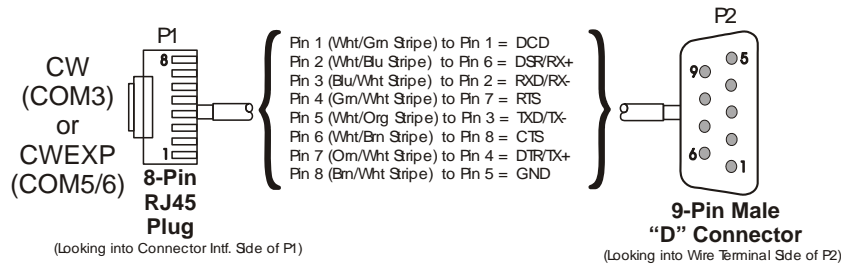 P1
8
1
CW
(COM3)
or
CWEXP
(COM5/6)
8-Pin
RJ45
Plug
(Looking into Connector Intf. Side of P1)
Pin 1 (Wht/Grn Stripe) to Pin 1 = DCD
Pin 2 (Wht/Blu Stripe) to Pin 6 = DSR/RX+
Pin 3 (Blu/Wht Stripe) to Pin 2 = RXD/RX-
Pin 4 (Grn/Wht Stripe) to Pin 7 = RTS
Pin 5 (Wht/Org Stripe) to Pin 3 = TXD/TX-
Pin 6 (Wht/Brn Stripe) to Pin 8 = CTS
Pin 7 (Orn/Wht Stripe) to Pin 4 = DTR/TX+
Pin 8 (Brn/Wht Stripe) to Pin 5 = GND
P2
5
9
6
1
9-Pin Male
“D” Connector
(Looking into Wire Terminal Side of P2)